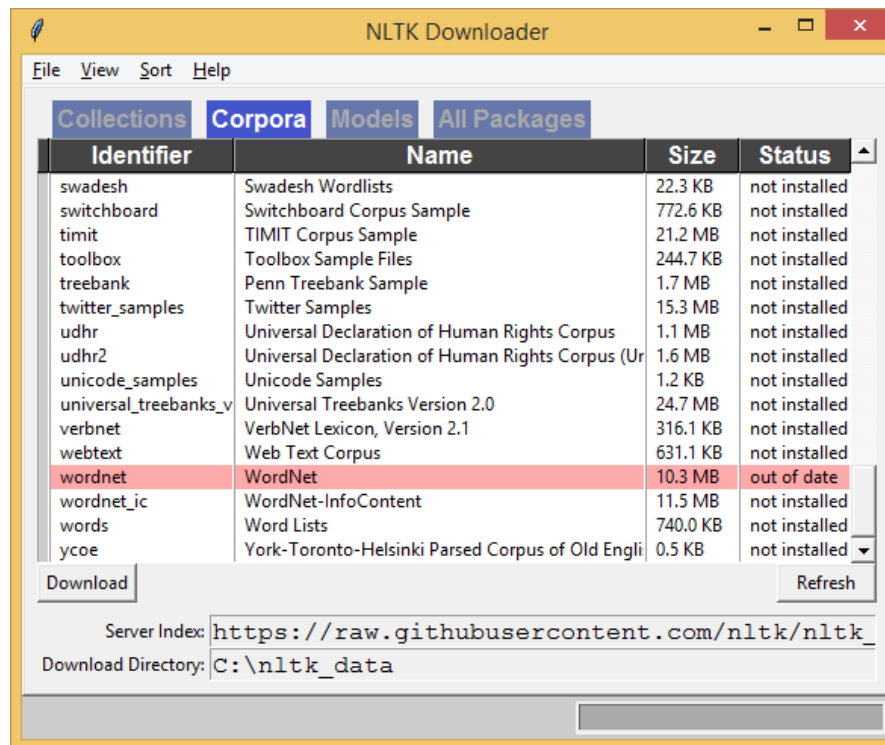 NLTK Downloader
File View Sort Help
Collections Corpora Models All Packages
Identifier Name Size Status
swadesh Swadesh Wordlists 22.3 KB not installed
switchboard Switchboard Corpus Sample 772.6 KB not installed
timit TIMIT Corpus Sample 21.2 MB not installed
toolbox Toolbox Sample Files 244.7 KB not installed
treebank Penn Treebank Sample 1.7 MB not installed
twitter_samples Twitter Samples 15.3 MB not installed
udhr Universal Declaration of Human Rights Corpus 1.1 MB not installed
udhr2 Universal Declaration of Human Rights Corpus (Ur 1.6 MB not installed
unicode_samples Unicode Samples 1.2 KB not installed
universal_treebanks_v Universal Treebanks Version 2.0 24.7 MB not installed
verbnet VerbNet Lexicon, Version 2.1 316.1 KB not installed
webtext Web Text Corpus 631.1 KB not installed
wordnet WordNet 10.3 MB out of date
wordnet_ic WordNet-InfoContent 11.5 MB not installed
words Word Lists 740.0 KB not installed
ycoe York-Toronto-Helsinki Parsed Corpus of Old Engli 0.5 KB not installed
Download Refresh
Server Index: https://raw.githubusercontent.com/nltk/nltk_
Download Directory: C:\nltk_data